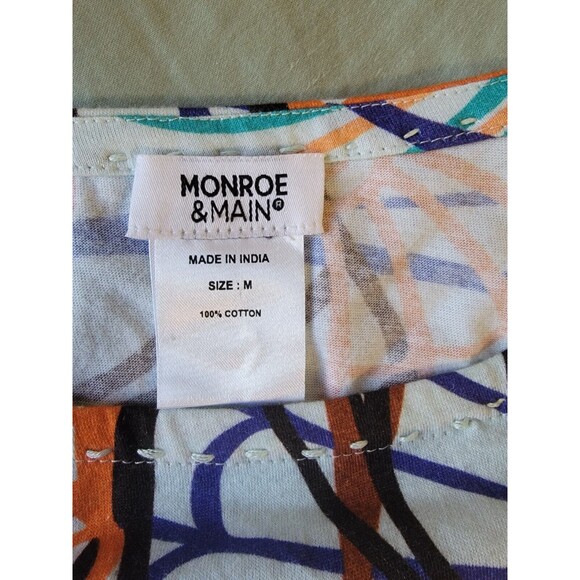 MONROE
&MAIN®
MADE IN INDIA
SIZE : M
100% COTTON